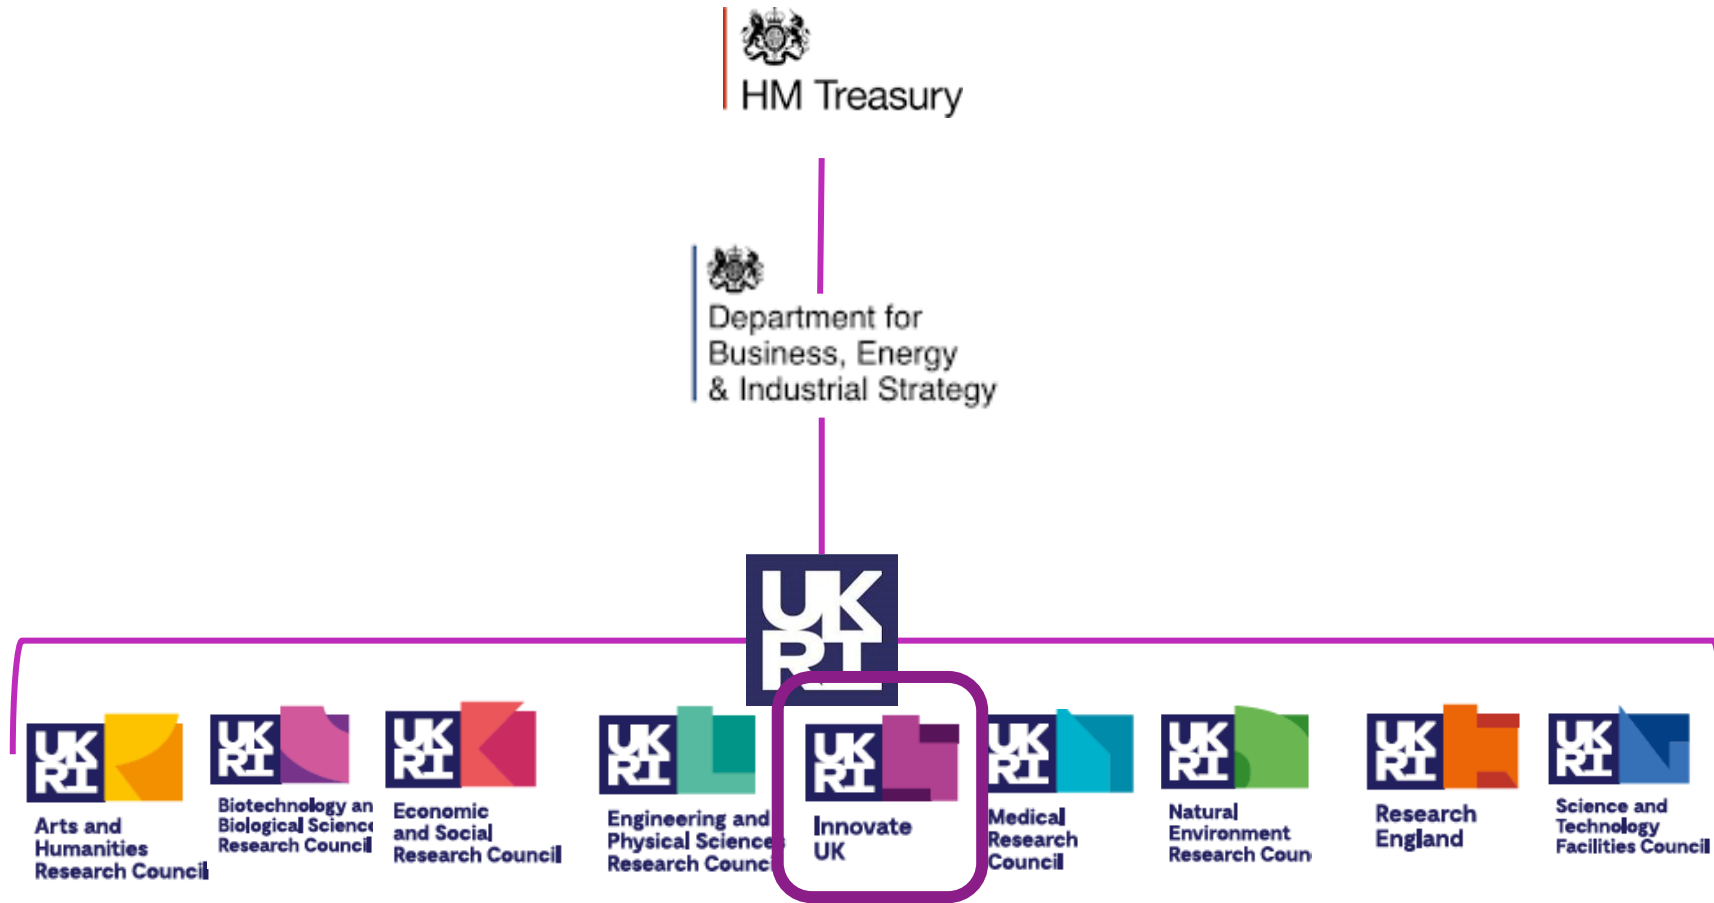 HM Treasury
Department for
Business, Energy
& Industrial Strategy
UK
RI
UK
RI
Arts and
Humanities
Research Council
UK
RI
Biotechnology an
Biological Science
Research Council
UK
RI
Economic
and Social
Research Council
UK
RI
Engineering and
Physical Sciences
Research Counc
UK
RI
Innovate
UK
UK
RI
Medical
Research
Council
UK
RI
Natural
Environment
Research Coun
UK
RI
Research
England
UK
RI
Science and
Technology
Facilities Council